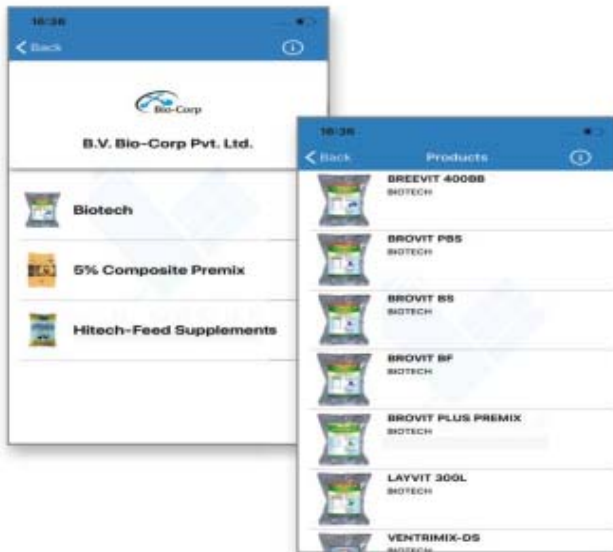 16:36
Back
Bio-Corp
B.V. Bio-Corp Pvt. Ltd.
Biotech
5% Composite Premix
Hitech-Feed Supplements
16:36
Back Products
BREEVIT 400BB
BIOTECH
BROVIT PBS
BIOTECH
BROVIT BS
BIOTECH
BROVIT BF
BIOTECH
BROVIT PLUS PREMIX
BIOTECH
LAYVIT 300L
BIOTECH
VENTRIMIX-DS
BIOTECH